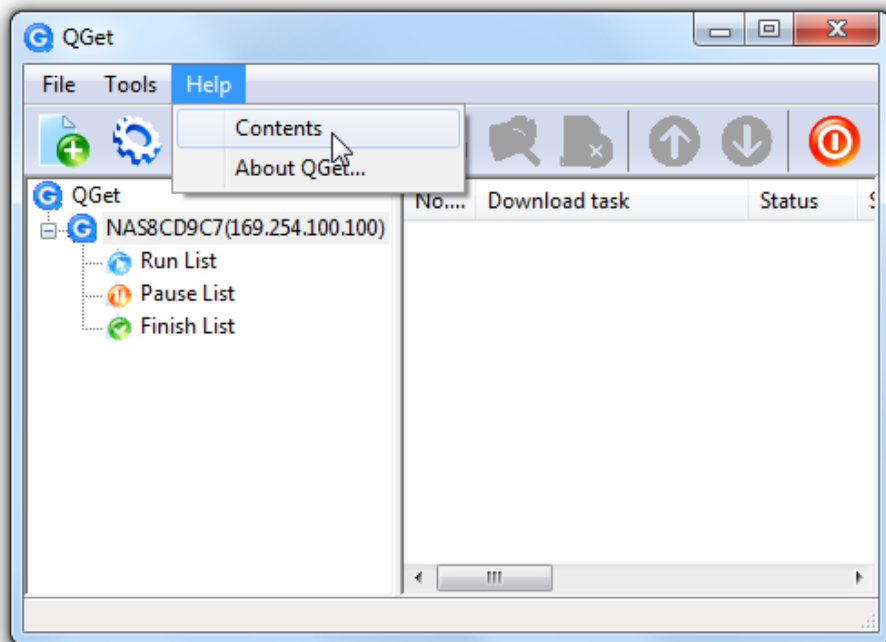 QGet
File Tools Help
Contents
About QGet...
QGet
No.... Download task Status
NAS8CD9C7(169.254.100.100)
Run List
Pause List
Finish List